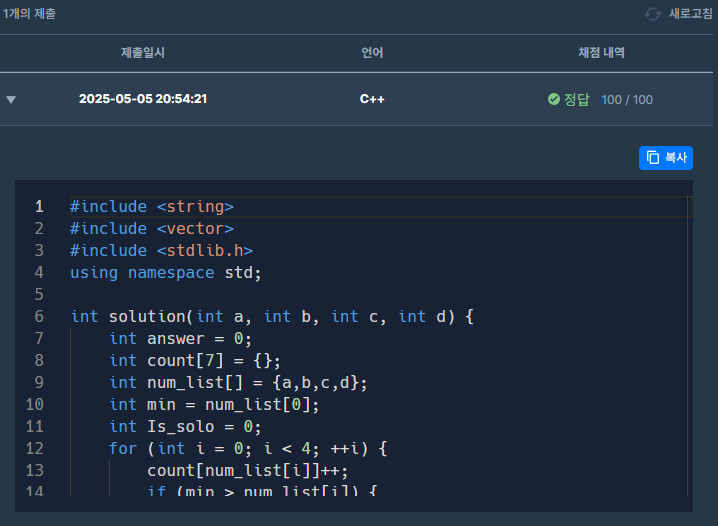 1개의 제출 새로고침
제출일시 언어 채점 내역
2025-05-05 20:54:21 C++ 정답 100 / 100
복사
1 #include <string>
2 #include <vector>
3 #include <stdlib.h>
4 using namespace std;
5
6 int solution(int a, int b, int c, int d) {
7 int answer = 0;
8 int count[7] = {};
9 int num_list[] = {a,b,c,d};
10 int min = num_list[0];
11 int Is_solo = 0;
12 for (int i = 0; i < 4; ++i) {
13 count[num_list[i]]++;
14 if (min > num_list[i]) {